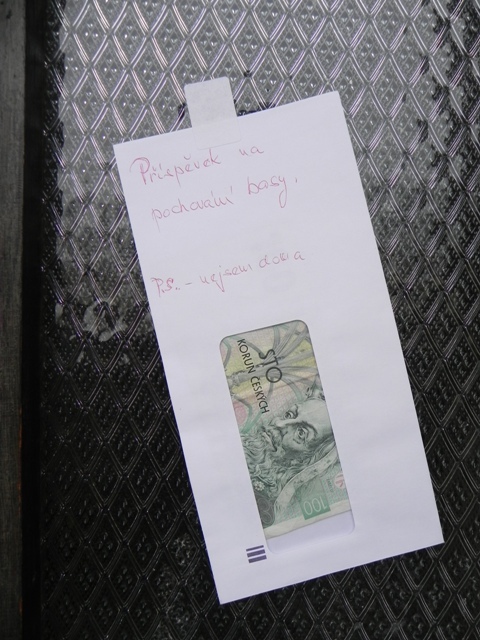 Příspěvek na
pochování basy.
P.S. - nejsem doma
STO
KORUN ČESKÝCH
100